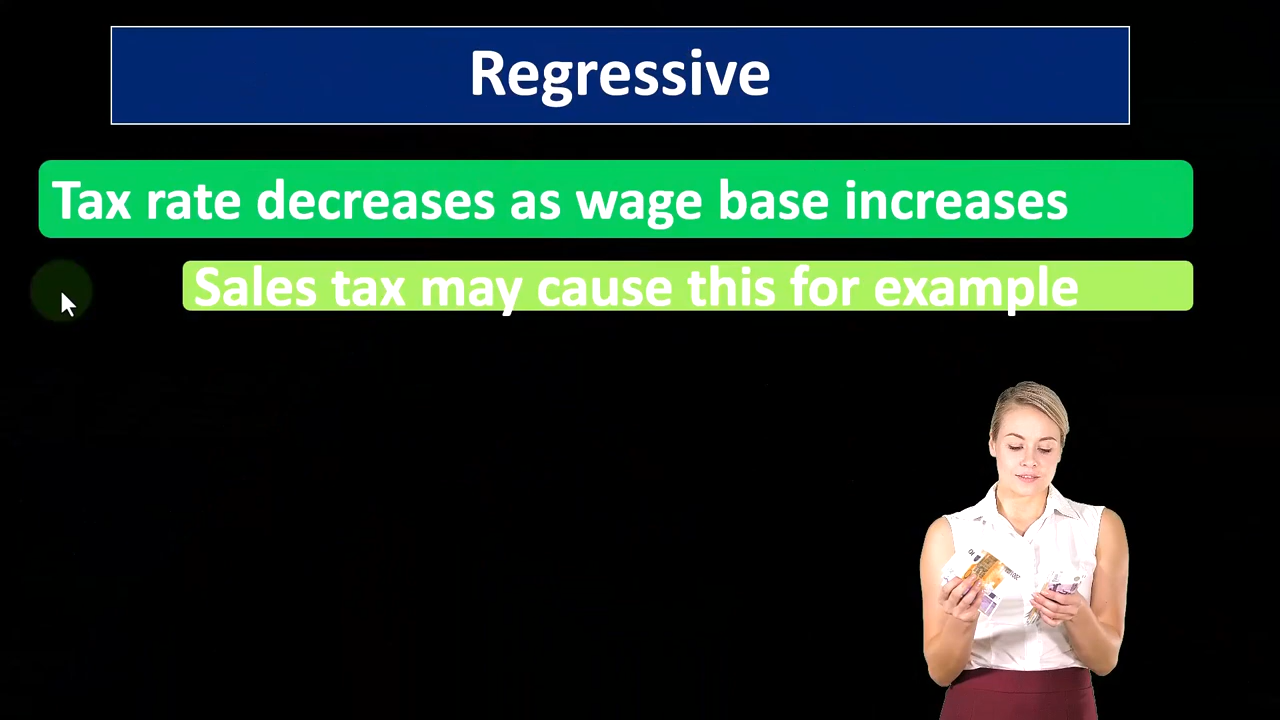 Regressive
Tax rate decreases as wage base increases
Sales tax may cause this for example